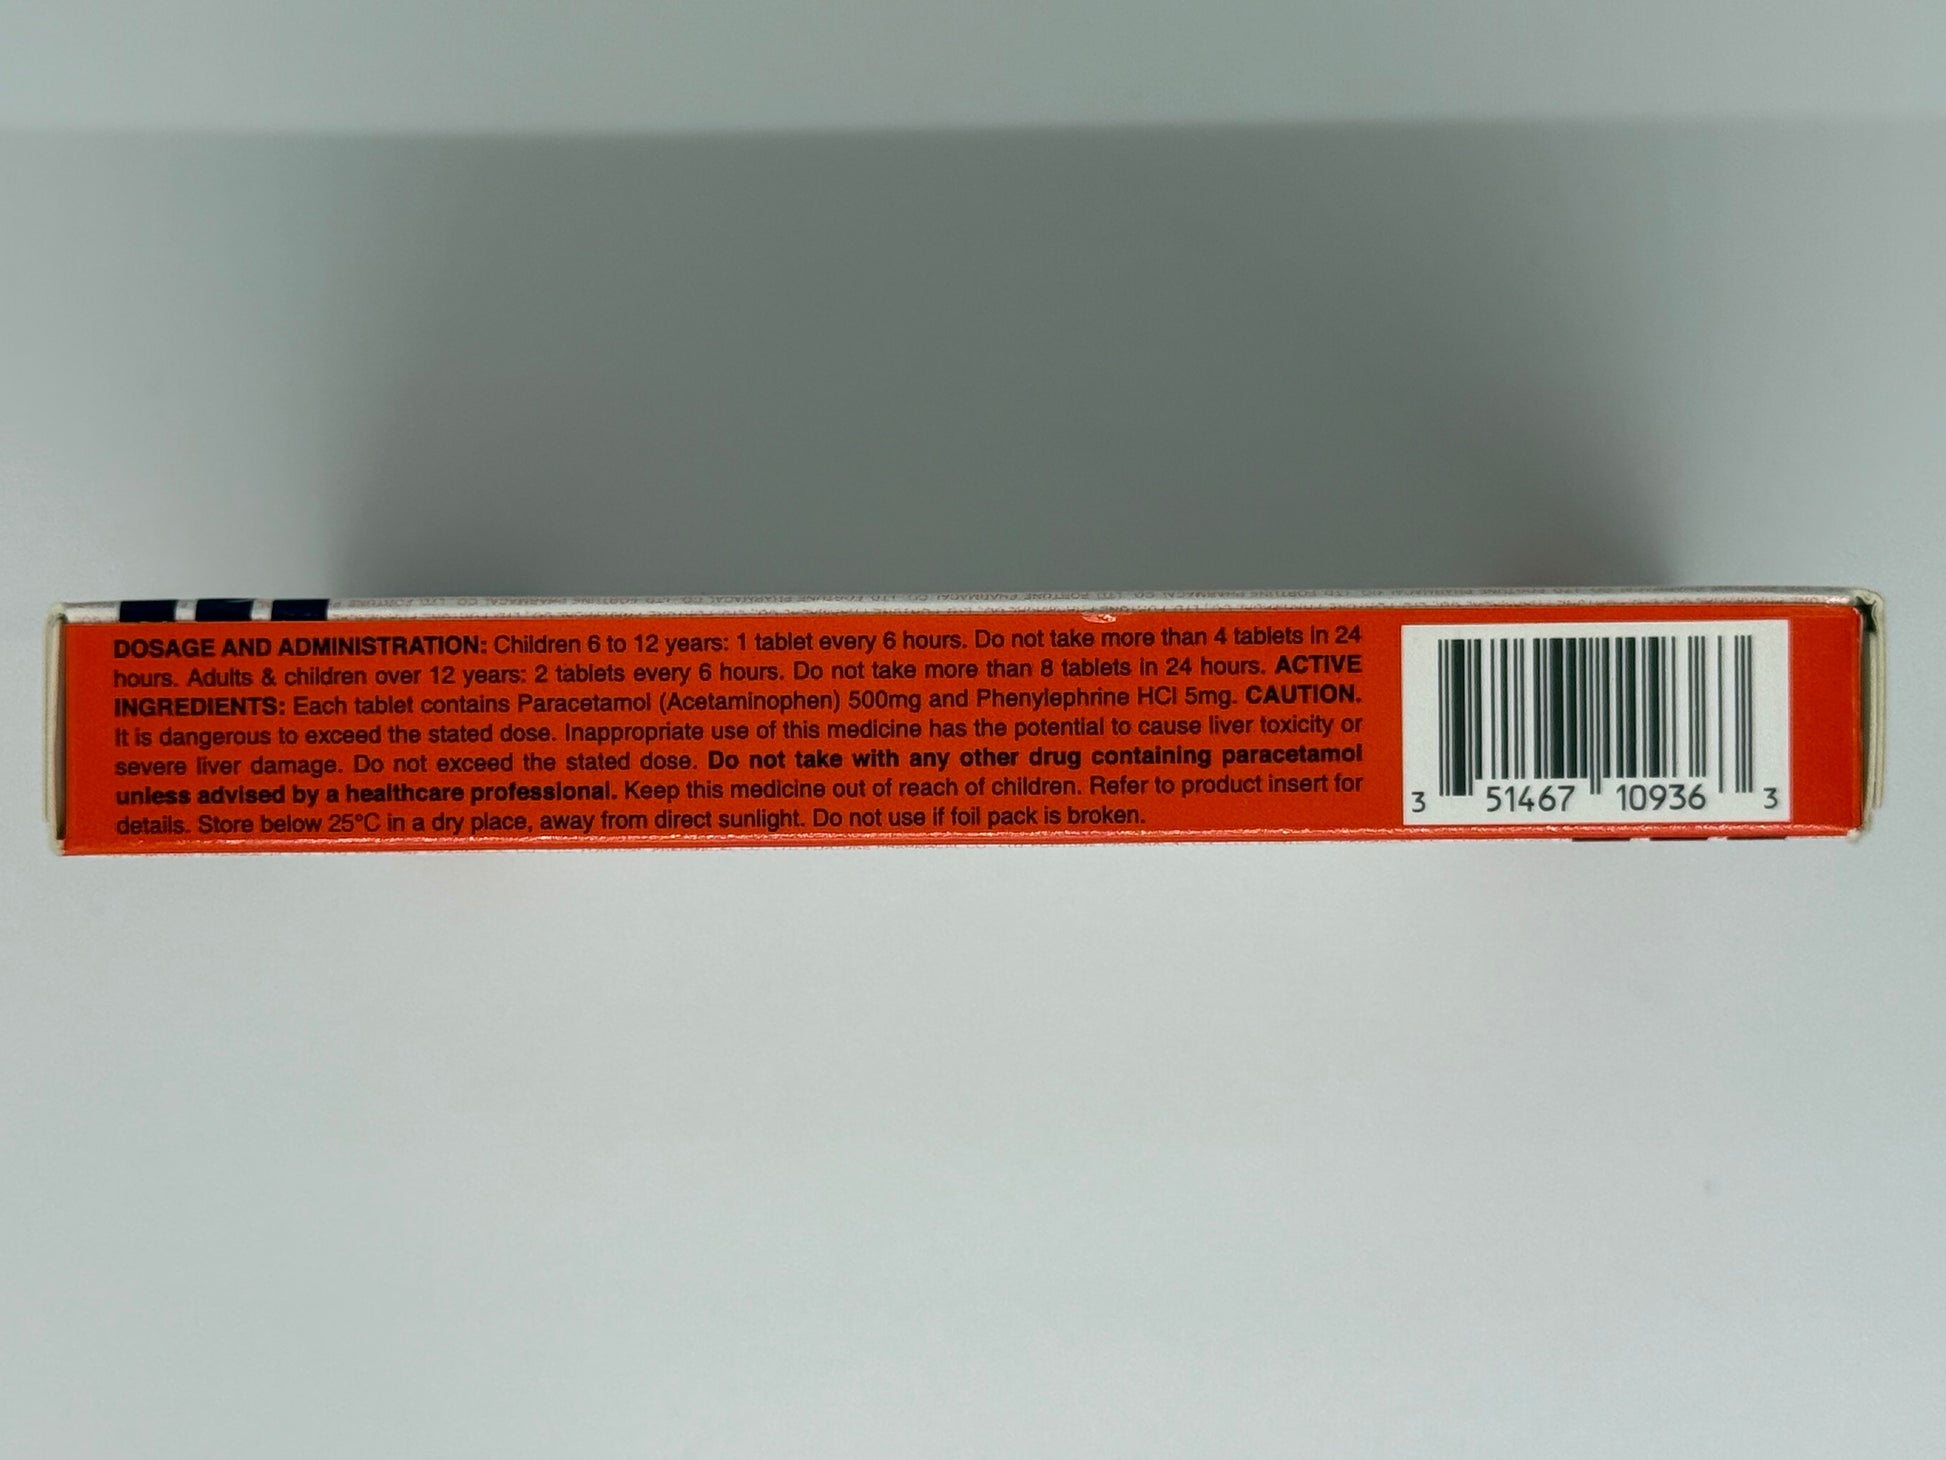 DOSAGE AND ADMINISTRATION: Children 6 to 12 years: 1 tablet every 6 hours. Do not take more than 4 tablets in 24
hours. Adults & children over 12 years: 2 tablets every 6 hours. Do not take more than 8 tablets in 24 hours. ACTIVE
INGREDIENTS: Each tablet contains Paracetamol (Acetaminophen) 500mg and Phenylephrine HCl 5mg. CAUTION.
It is dangerous to exceed the stated dose. Inappropriate use of this medicine has the potential to cause liver toxicity or
severe liver damage. Do not exceed the stated dose. Do not take with any other drug containing paracetamol
unless advised by a healthcare professional. Keep this medicine out of reach of children. Refer to product insert for
details. Store below 25°C in a dry place, away from direct sunlight. Do not use if foil pack is broken.
3 51467 10936 3